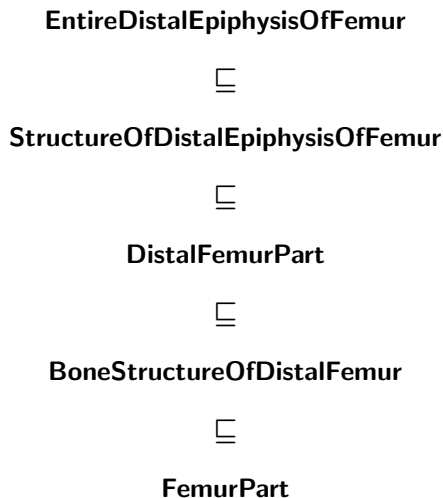 EntireDistalEpiphysisOfFemur
⊑
StructureOfDistalEpiphysisOfFemur
⊑
DistalFemurPart
⊑
BoneStructureOfDistalFemur
⊑
FemurPart